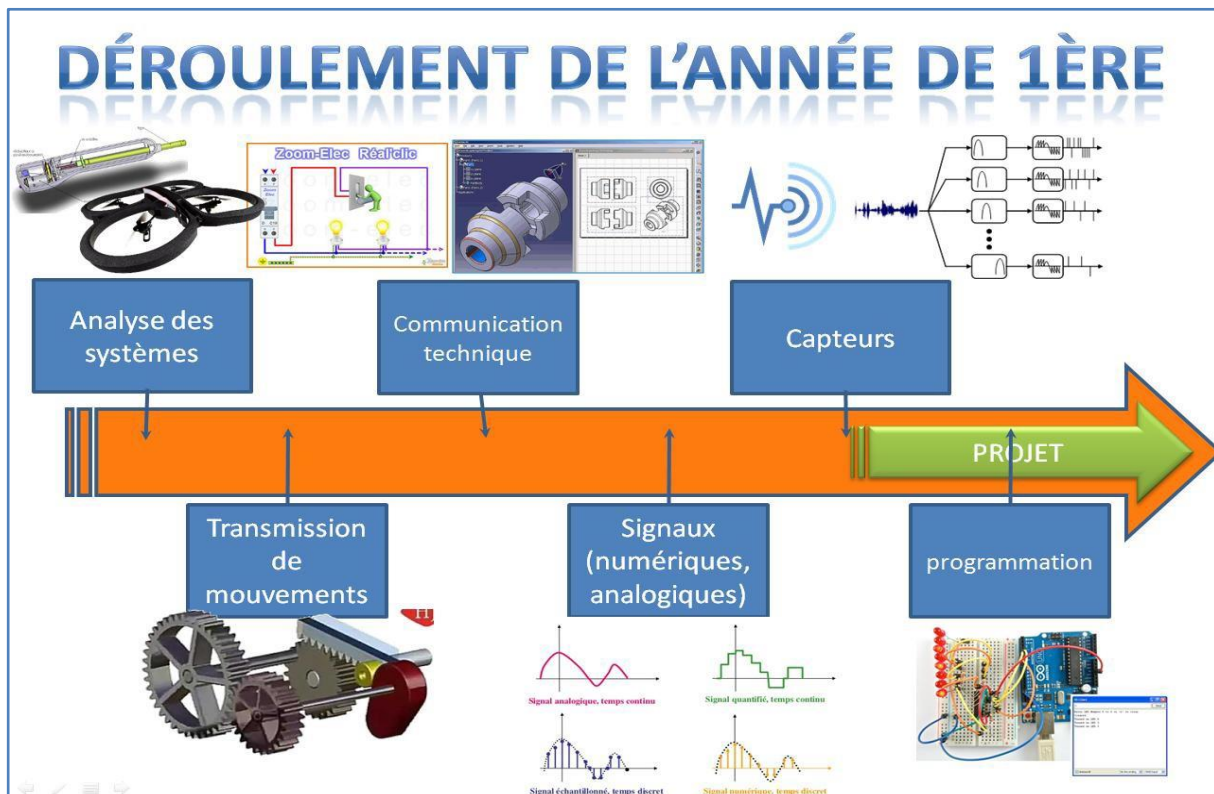 DÉROULEMENT DE L'ANNÉE DE 1ÈRE
Zoom-Elec Réal'clic
Analyse des
systèmes
Communication
technique
Capteurs
PROJET
Transmission
de
mouvements
Signaux
(numériques,
analogiques)
programmation
H
Signal analogique, temps continu
Signal quantifié, temps continu
Signal échantillonné, temps discret
Signal numérique, temps discret